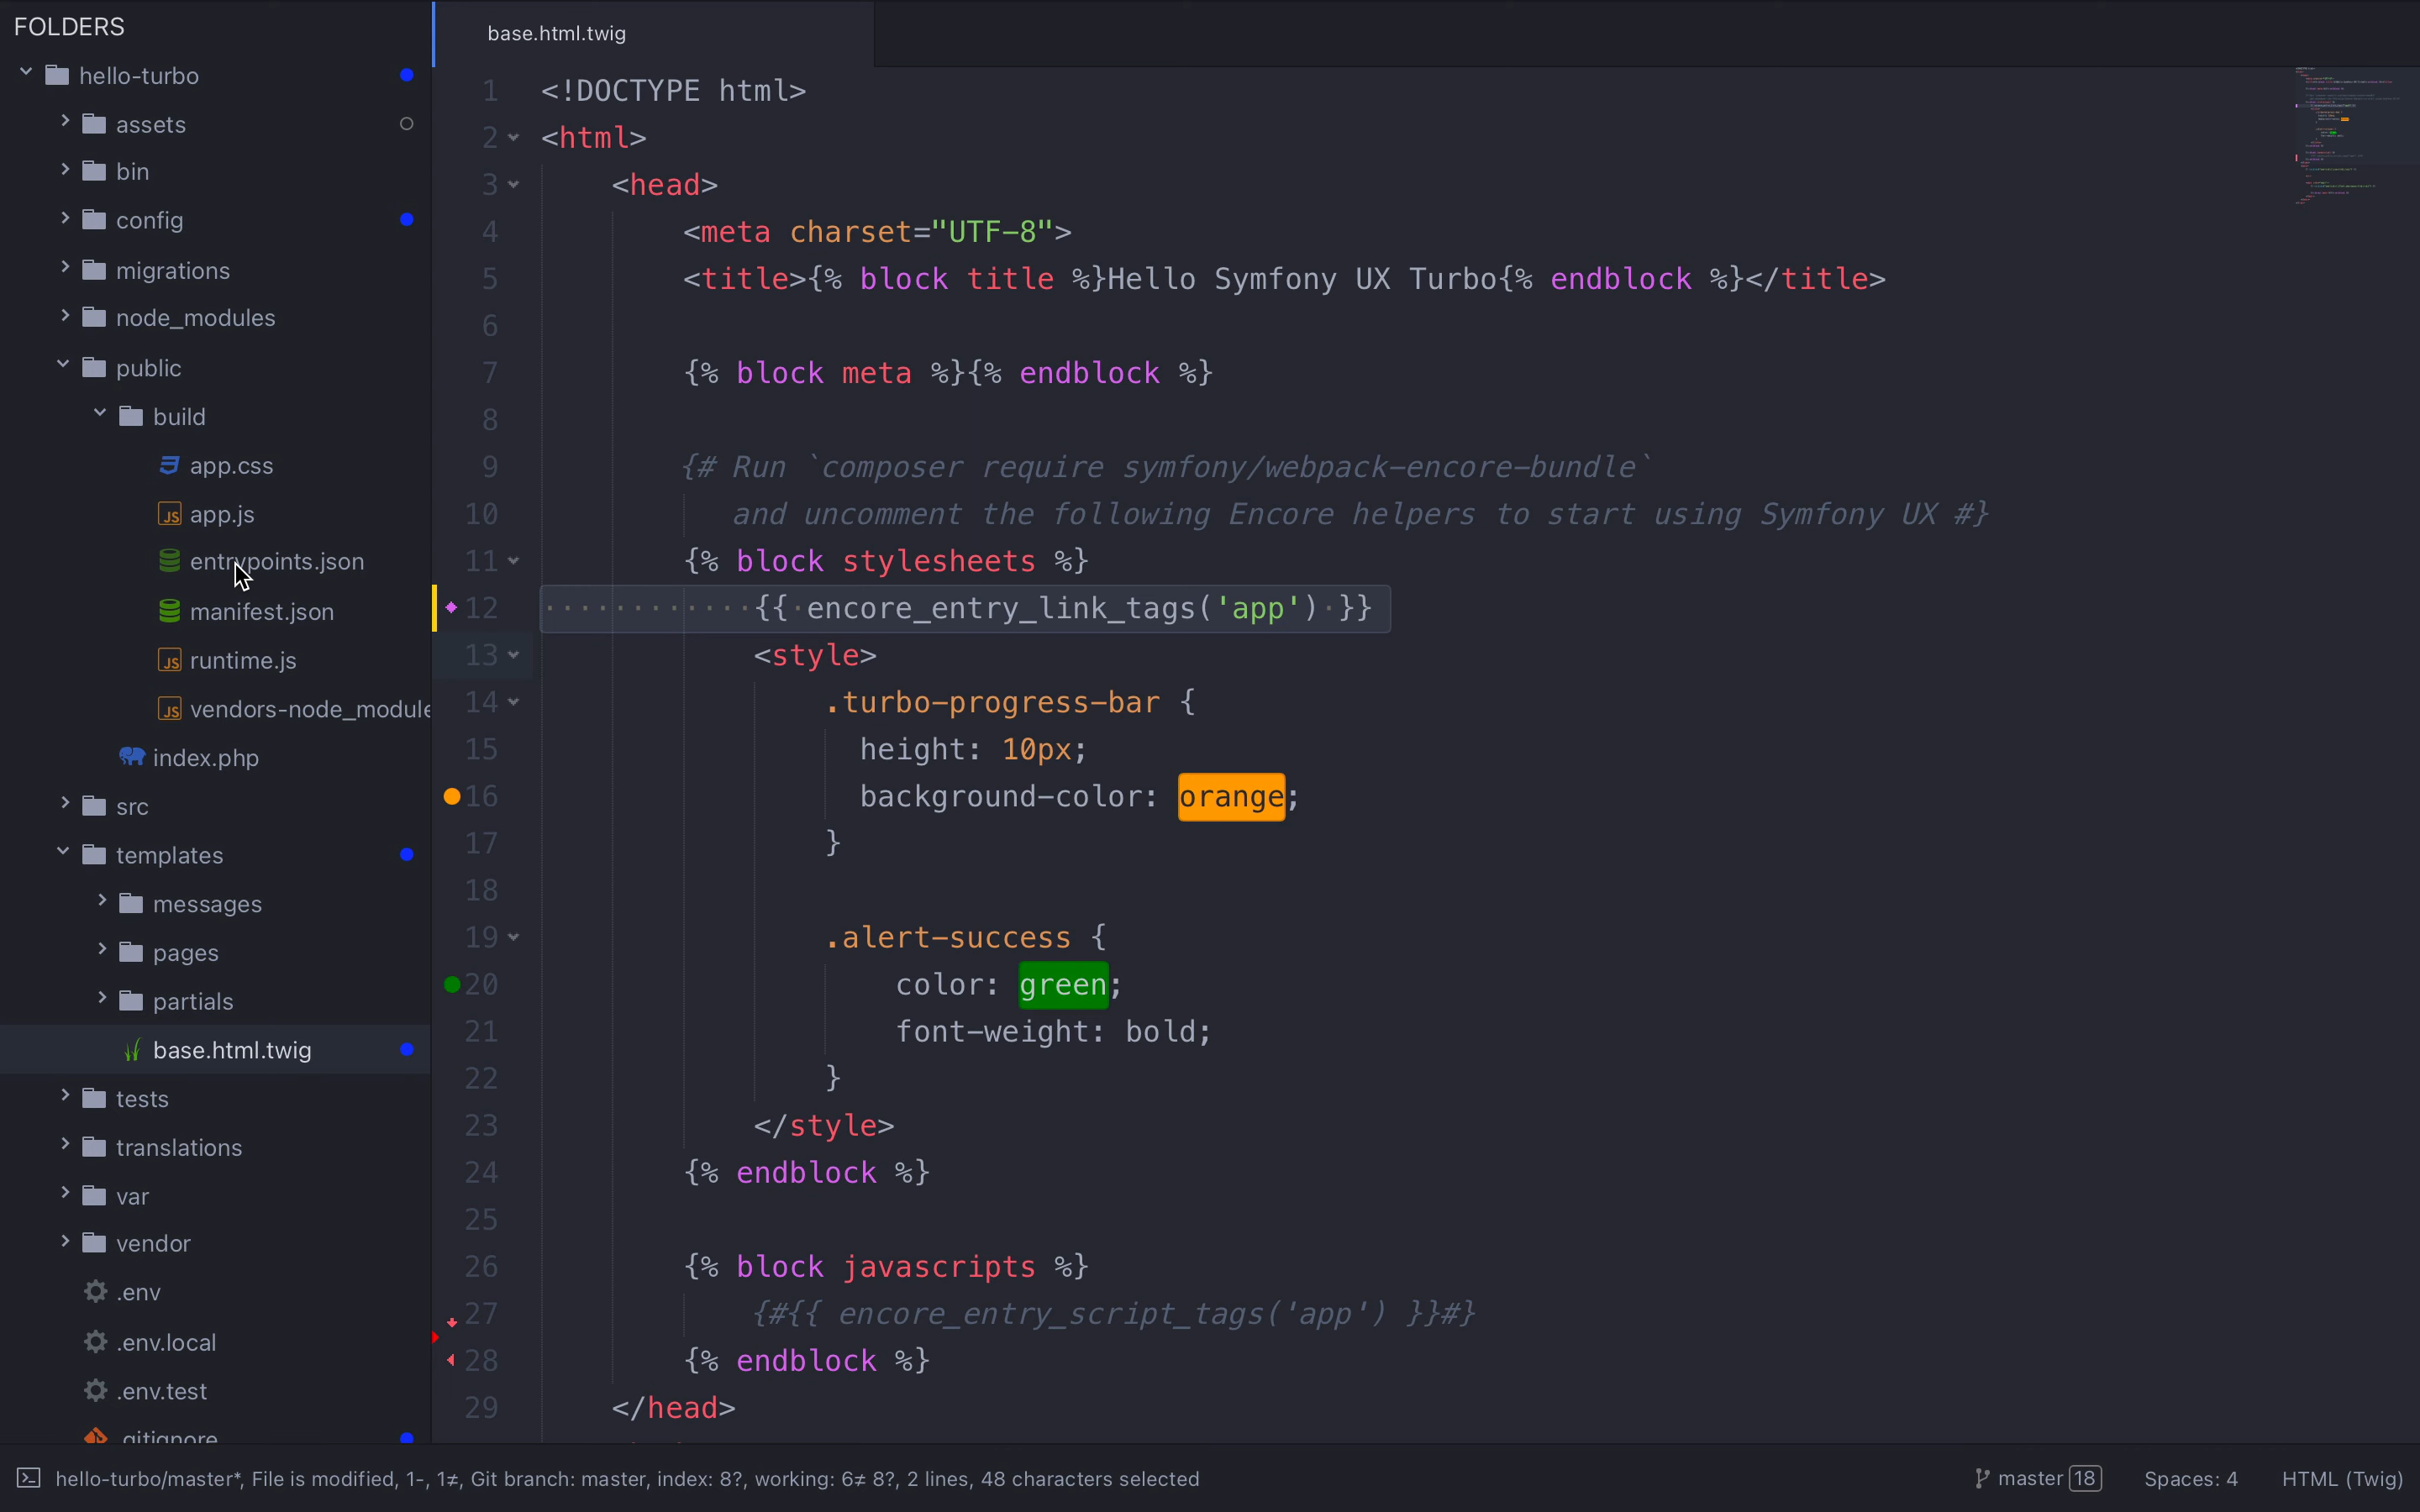 FOLDERS
hello-turbo
assets
bin
config
migrations
node_modules
public
build
app.css
app.js
entrypoints.json
manifest.json
runtime.js
vendors-node_module
index.php
src
templates
messages
pages
partials
base.html.twig
tests
translations
var
vendor
.env
.env.local
.env.test
.gitignore
base.html.twig
1 <!DOCTYPE html>
2 <html>
3 <head>
4 <meta charset="UTF-8">
5 <title>{% block title %}Hello Symfony UX Turbo{% endblock %}</title>
6
7 {% block meta %}{% endblock %}
8
9 {# Run `composer require symfony/webpack-encore-bundle`
10 and uncomment the following Encore helpers to start using Symfony UX #}
11 {% block stylesheets %}
12 {{ encore_entry_link_tags('app') }}
13 <style>
14 .turbo-progress-bar {
15 height: 10px;
16 background-color: orange;
17 }
18
19 .alert-success {
20 color: green;
21 font-weight: bold;
22 }
23 </style>
24 {% endblock %}
25
26 {% block javascripts %}
27 {#{{ encore_entry_script_tags('app') }}#}
28 {% endblock %}
29 </head>
hello-turbo/master*, File is modified, 1-, 1≠, Git branch: master, index: 8?, working: 6≠ 8?, 2 lines, 48 characters selected
master 18
Spaces: 4
HTML (Twig)